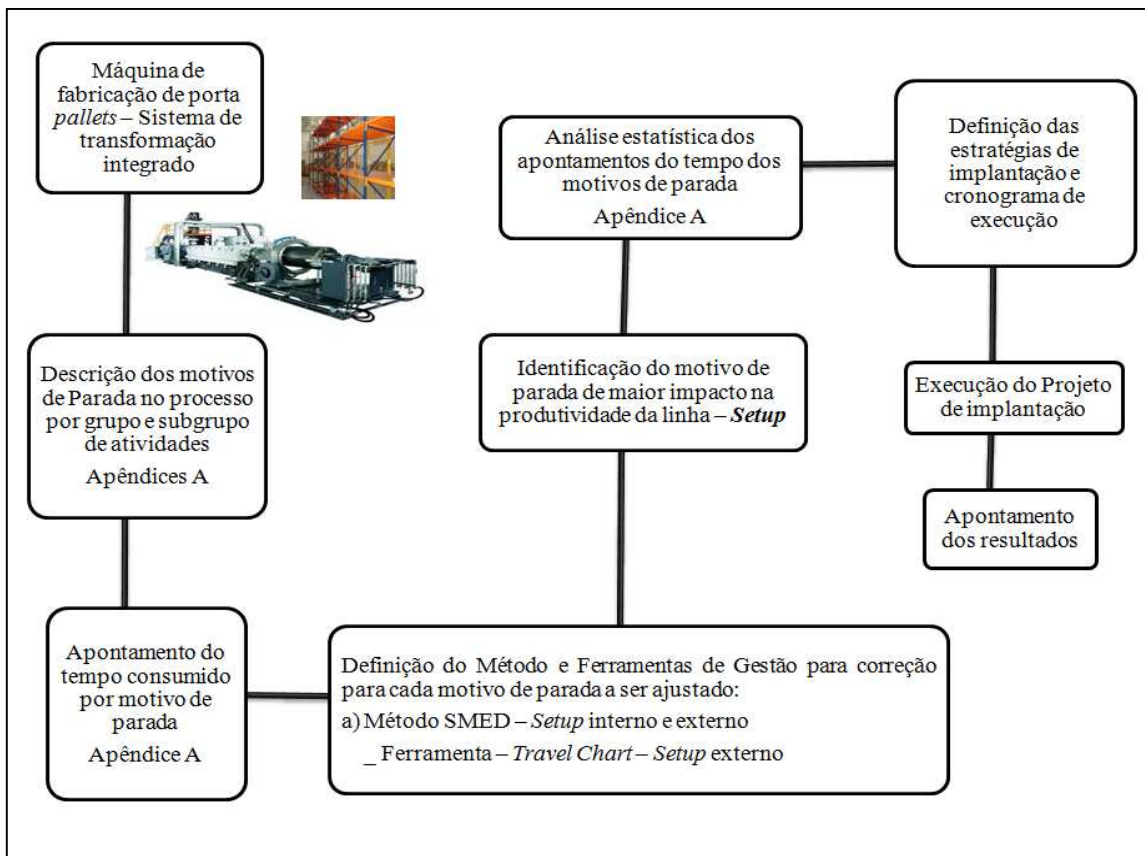 Máquina de
fabricação de porta
pallets – Sistema de
transformação
integrado
Descrição dos motivos
de Parada no processo
por grupo e subgrupo
de atividades
Apêndices A
Apontamento do
tempo consumido
por motivo de
parada
Apêndice A
Definição do Método e Ferramentas de Gestão para correção
para cada motivo de parada a ser ajustado:
a) Método SMED – Setup interno e externo
_ Ferramenta – Travel Chart – Setup externo
Identificação do motivo de
parada de maior impacto na
produtividade da linha – Setup
Análise estatística dos
apontamentos do tempo dos
motivos de parada
Apêndice A
Definição das
estratégias de
implantação e
cronograma de
execução
Execução do Projeto
de implantação
Apontamento
dos resultados